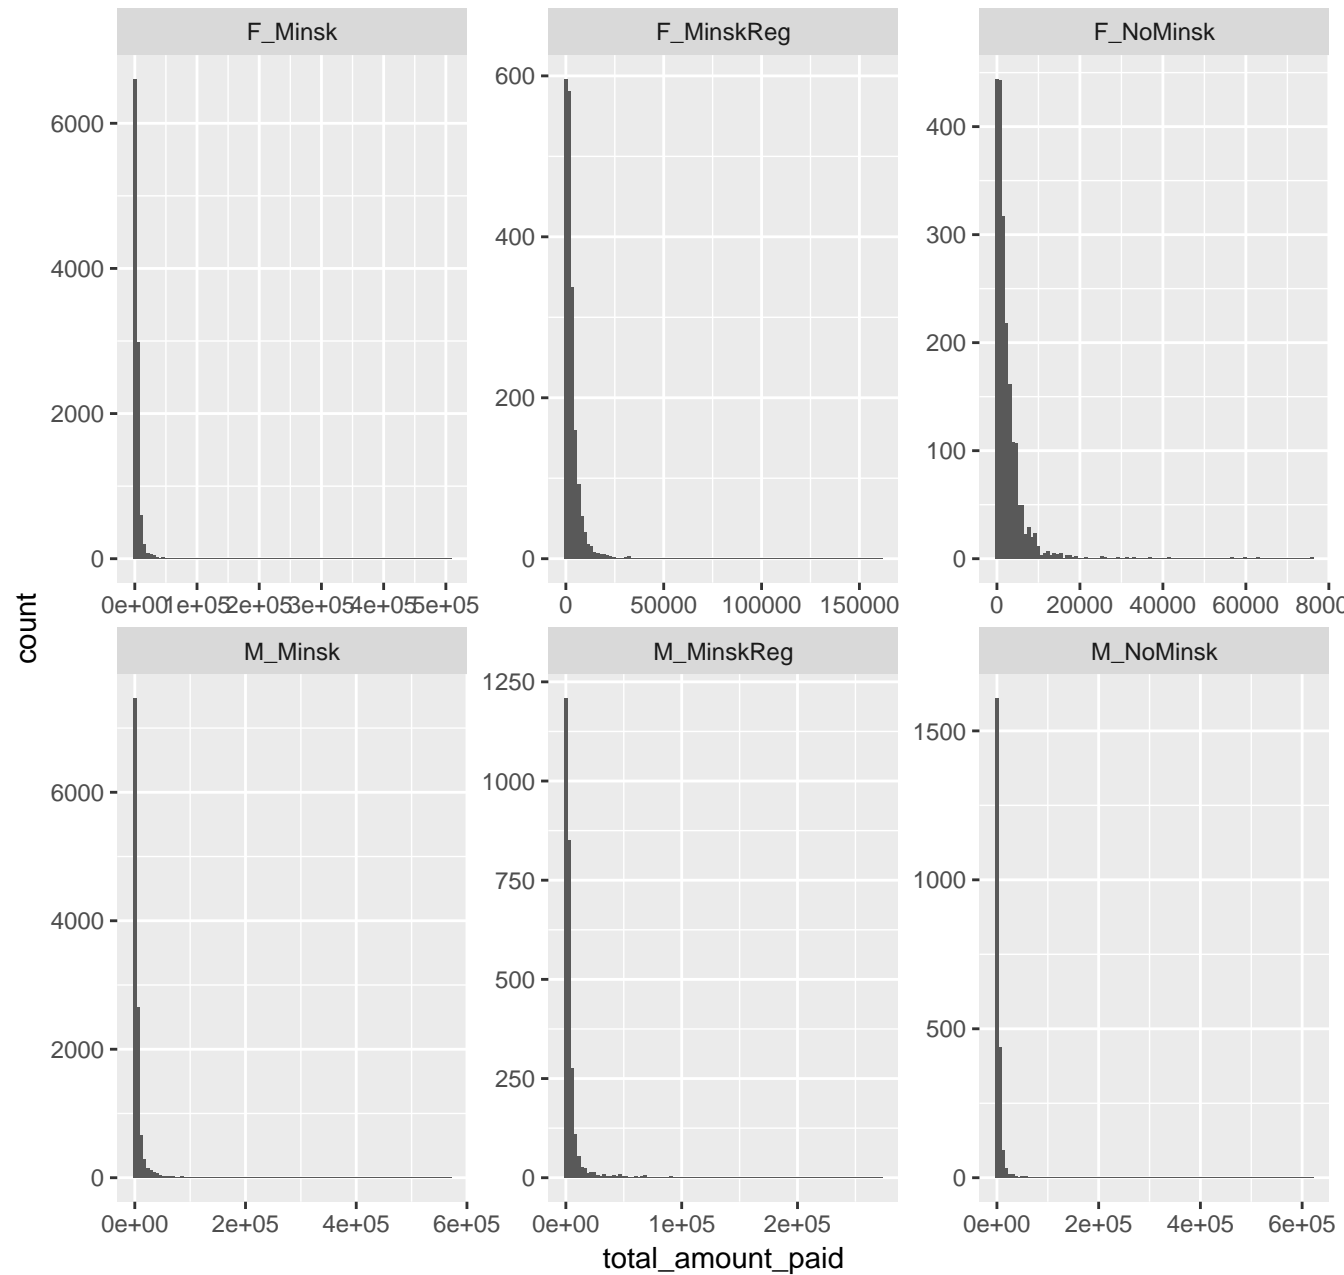 F_Minsk F_MinskReg F_NoMinsk
6000
4000
2000
0
600
400
200
0
400
300
200
100
0
0e+00 1e+05 2e+05 3e+05 4e+05 5e+05
0 50000 100000 150000
0 20000 40000 60000 8000
count
M_Minsk M_MinskReg M_NoMinsk
6000
4000
2000
0
1250
1000
750
500
250
0
1500
1000
500
0
0e+00 2e+05 4e+05 6e+05
0e+00 1e+05 2e+05
0e+00 2e+05 4e+05 6e+05
total_amount_paid